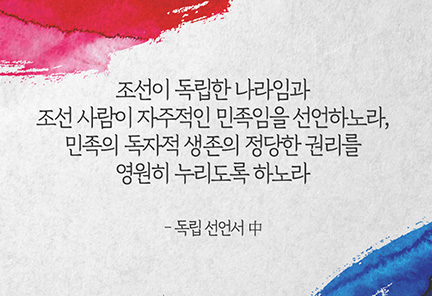 조선이 독립한 나라임과
조선 사람이 자주적인 민족임을 선언하노라,
민족의 독자적 생존의 정당한 권리를
영원히 누리도록 하노라
- 독립 선언서 中